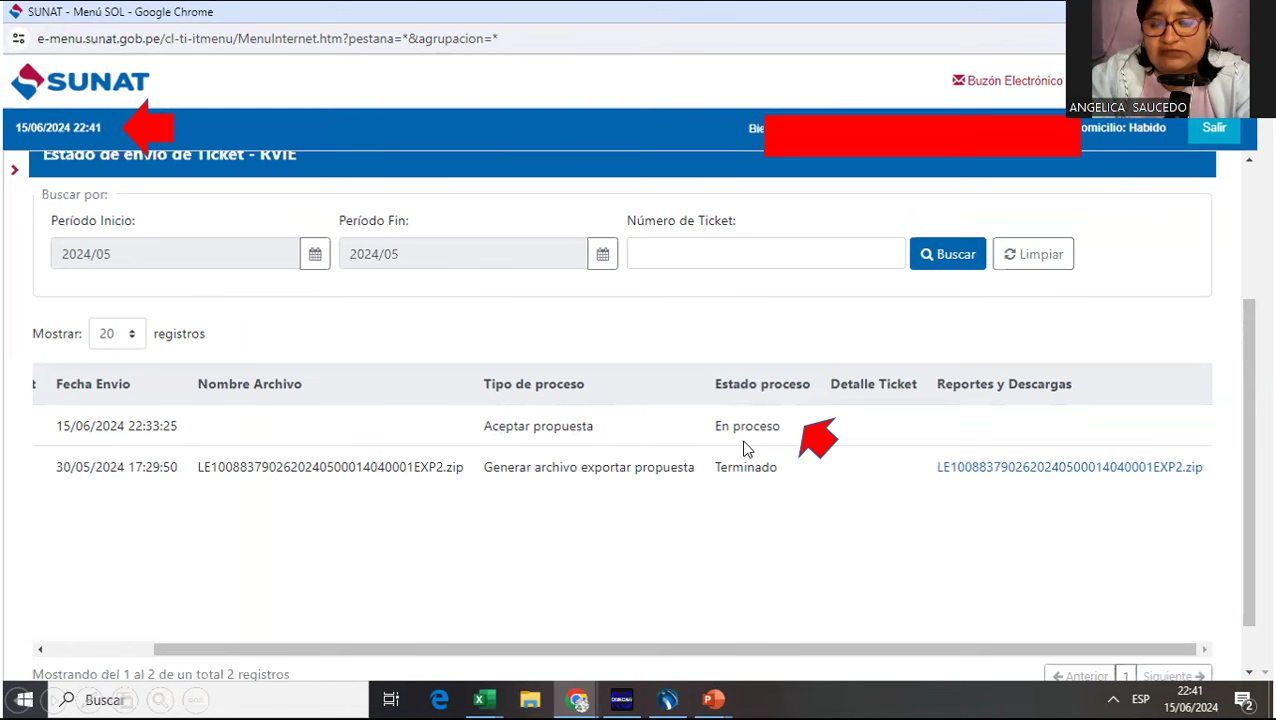 SUNAT - Menú SOL - Google Chrome
e-menu.sunat.gob.pe/cl-ti-itmenu/MenuInternet.htm?pestana=*&agrupacion=*
SUNAT
Buzón Electrónico
ANGELICA SAUCEDO
15/06/2024 22:41
Bie
omicilio: Habido
Salir
Estado de envío de Ticket - RVIE
Buscar por:
Período Inicio: Período Fin: Número de Ticket:
2024/05 2024/05 Buscar Limpiar
Mostrar: 20 registros
t Fecha Envio Nombre Archivo Tipo de proceso Estado proceso Detalle Ticket Reportes y Descargas
15/06/2024 22:33:25 Aceptar propuesta En proceso
30/05/2024 17:29:50 LE1008837902620240500014040001EXP2.zip Generar archivo exportar propuesta Terminado LE1008837902620240500014040001EXP2.zip
Mostrando del 1 al 2 de un total 2 registros
Anterior 1 Siguiente
Buscar
ESP
22:41
15/06/2024
2